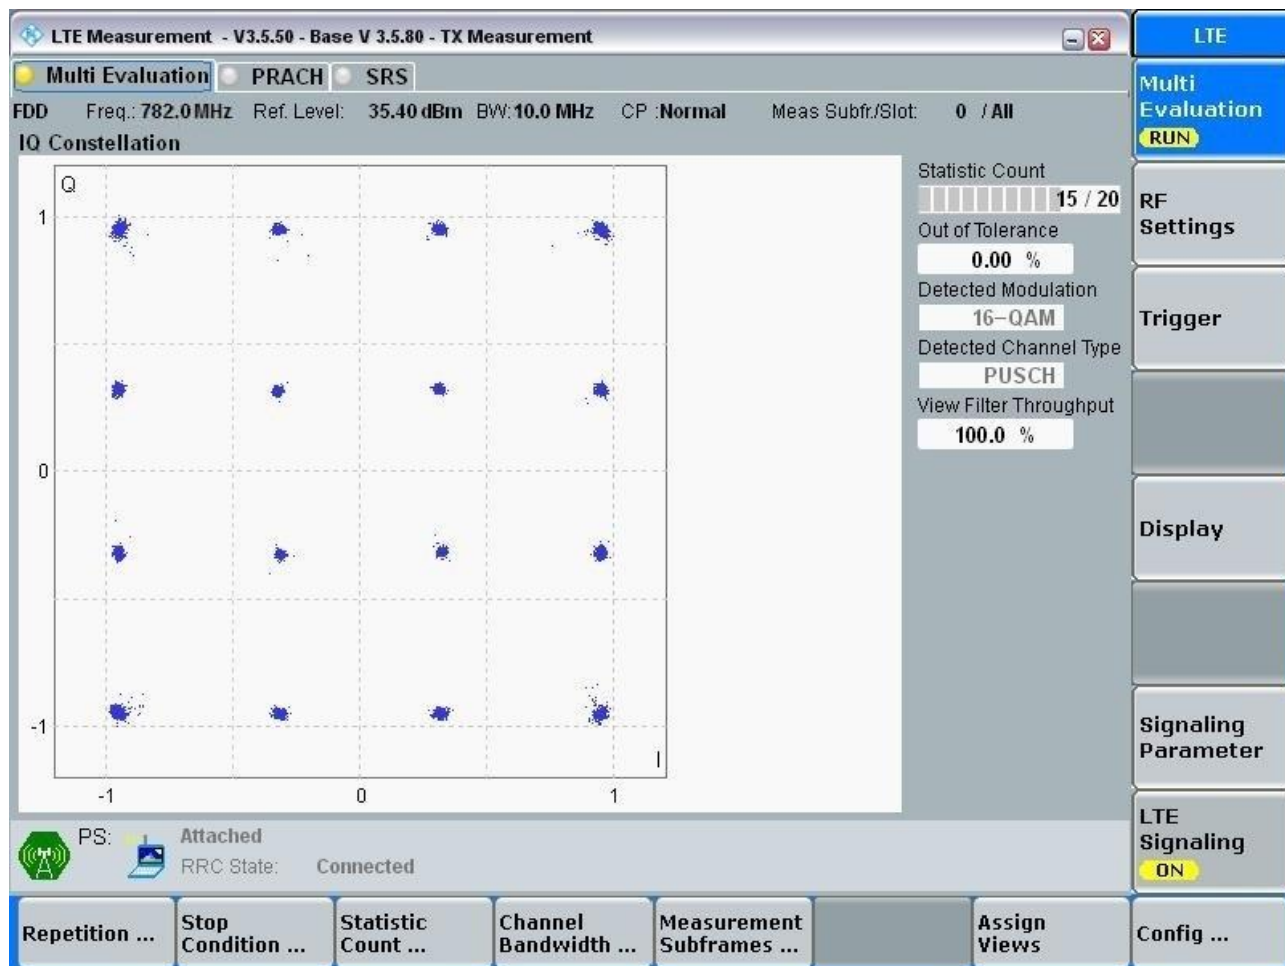 LTE Measurement - V3.5.50 - Base V 3.5.80 - TX Measurement
LTE
Multi Evaluation PRACH SRS
FDD Freq.: 782.0 MHz Ref. Level: 35.40 dBm BW: 10.0 MHz CP : Normal Meas Subfr./Slot: 0 / All
IQ Constellation
Q
1
0
-1
I
-1 0 1
Statistic Count
15 / 20
Out of Tolerance
0.00 %
Detected Modulation
16-QAM
Detected Channel Type
PUSCH
View Filter Throughput
100.0 %
Multi
Evaluation
RUN
RF
Settings
Trigger
Display
Signaling
Parameter
LTE
Signaling
ON
PS: Attached
RRC State: Connected
Repetition ...
Stop
Condition ...
Statistic
Count ...
Channel
Bandwidth ...
Measurement
Subframes ...
Assign
Views
Config ...